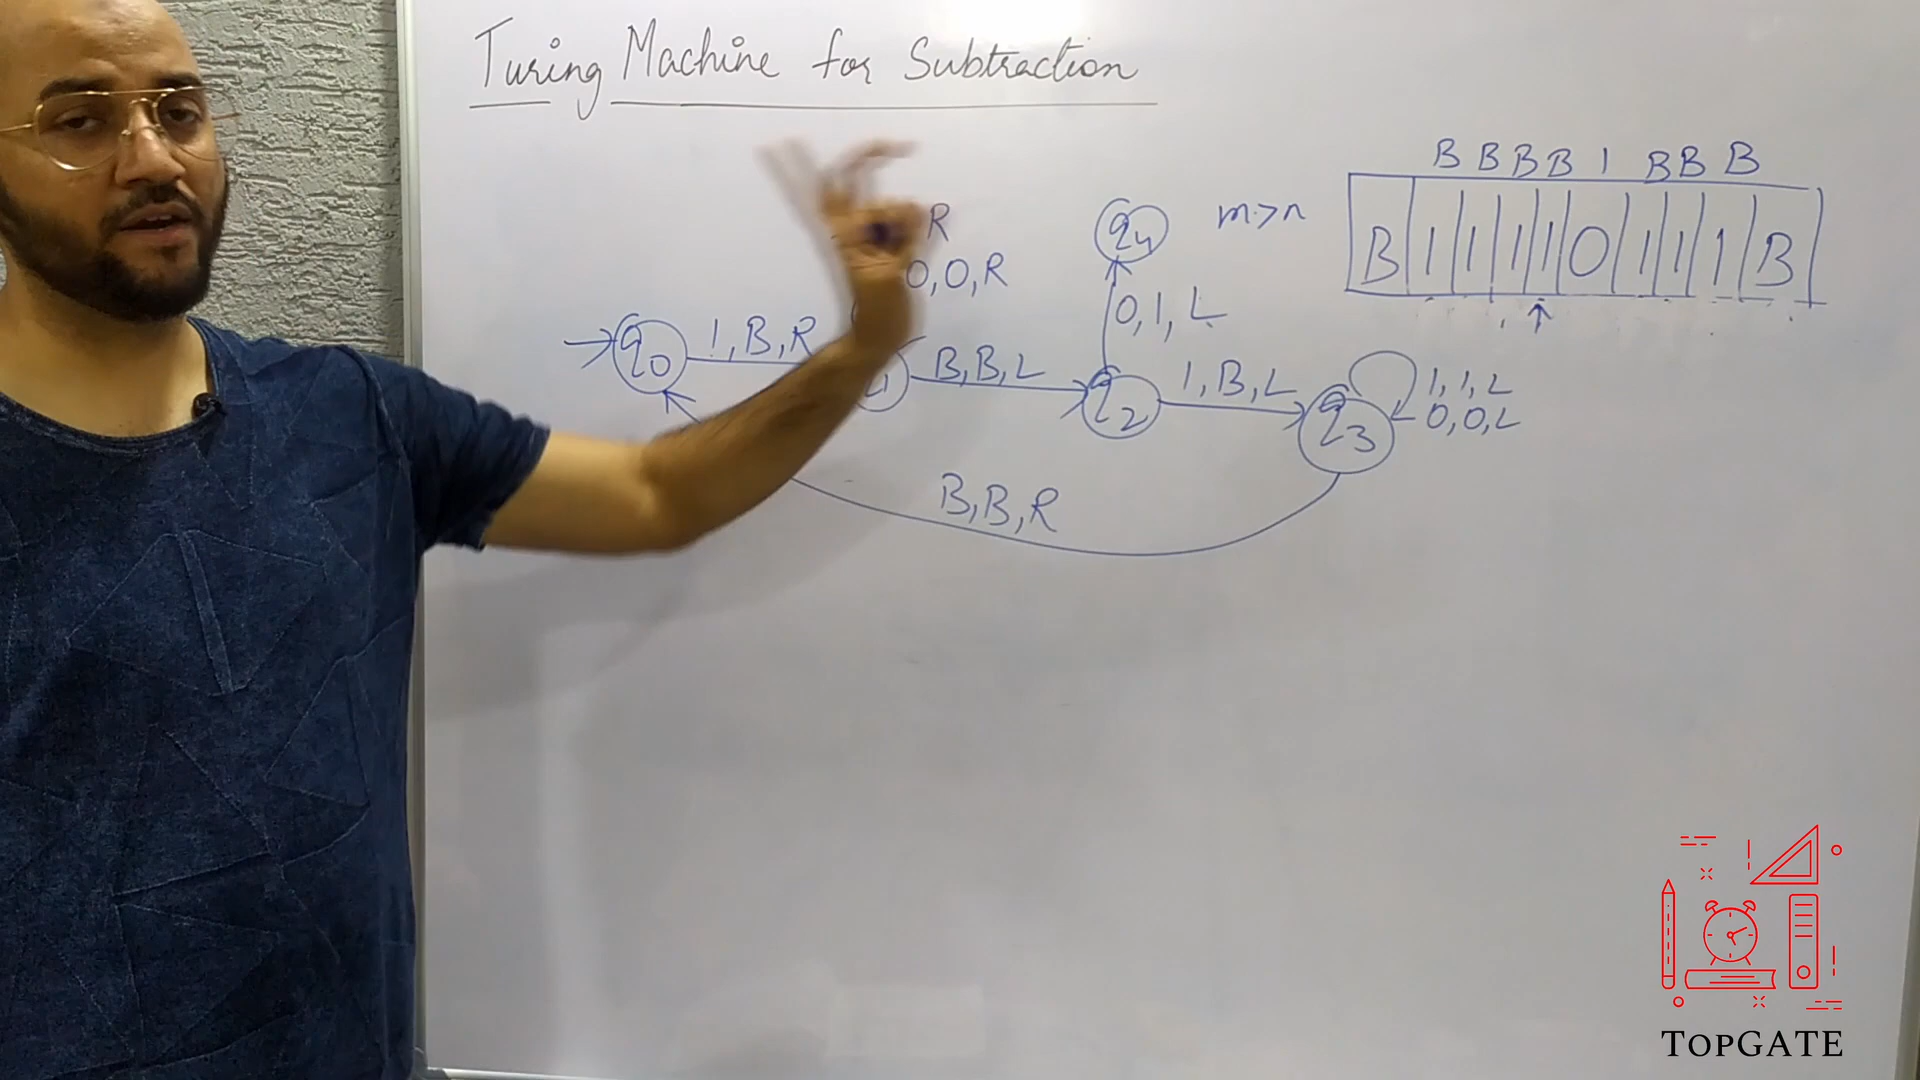 Turing Machine for Subtraction
B B B B 1 B B B
B 1 1 1 1 0 1 1 1 B
m>n
R
0,0,R
q4
0,1,L
q0
1,B,R
B,B,L
q2
1,B,L
q3
1,1,L
0,0,L
B,B,R
TOPGATE